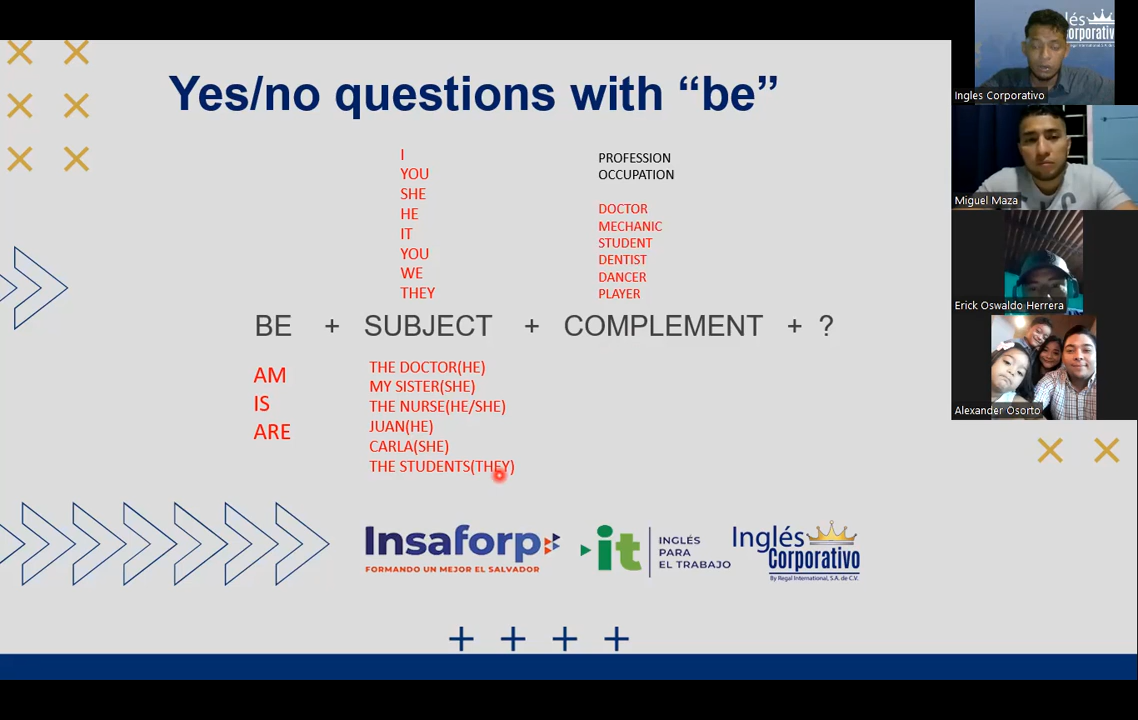 Yes/no questions with “be”
I
YOU
SHE
HE
IT
YOU
WE
THEY
PROFESSION
OCCUPATION
DOCTOR
MECHANIC
STUDENT
DENTIST
DANCER
PLAYER
BE + SUBJECT + COMPLEMENT + ?
AM
IS
ARE
THE DOCTOR(HE)
MY SISTER(SHE)
THE NURSE(HE/SHE)
JUAN(HE)
CARLA(SHE)
THE STUDENTS(THEY)
Insaforp
FORMANDO UN MEJOR EL SALVADOR
it
INGLÉS
PARA
EL TRABAJO
Inglés
Corporativo
By Regal International, S.A. de C.V.
Ingles Corporativo
Miguel Maza
Erick Oswaldo Herrera
Alexander Osorto